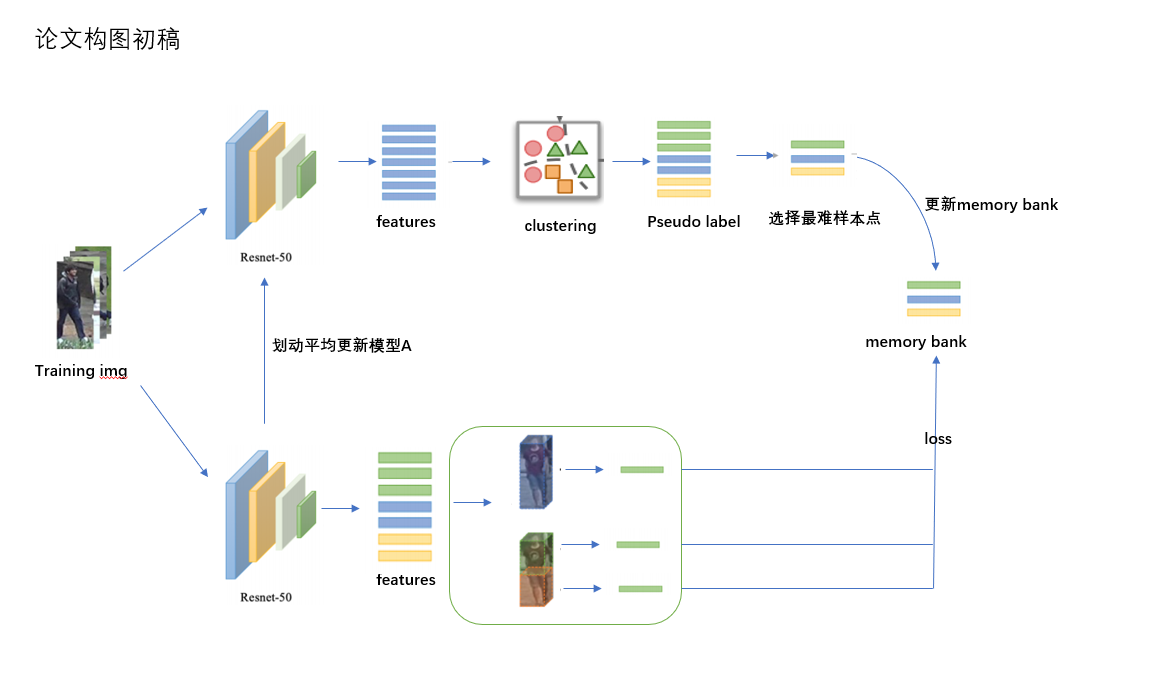 论文构图初稿
Resnet-50
features
clustering
Pseudo label
选择最难样本点
更新memory bank
memory bank
Training img
划动平均更新模型A
loss
Resnet-50
features